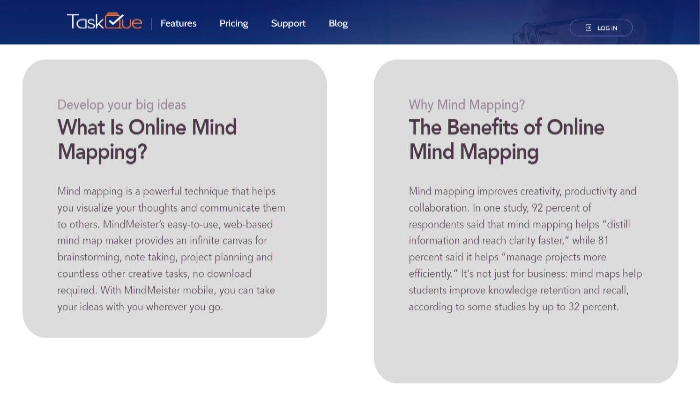 TaskQue
Features
Pricing
Support
Blog
LOG IN
Develop your big ideas
What Is Online Mind
Mapping?
Mind mapping is a powerful technique that helps
you visualize your thoughts and communicate them
to others. MindMeister's easy-to-use, web-based
mind map maker provides an infinite canvas for
brainstorming, note taking, project planning and
countless other creative tasks, no download
required. With MindMeister mobile, you can take
your ideas with you wherever you go.
Why Mind Mapping?
The Benefits of Online
Mind Mapping
Mind mapping improves creativity, productivity and
collaboration. In one study, 92 percent of
respondents said that mind mapping helps “distill
information and reach clarity faster,” while 81
percent said it helps “manage projects more
efficiently.” It's not just for business: mind maps help
students improve knowledge retention and recall,
according to some studies by up to 32 percent.